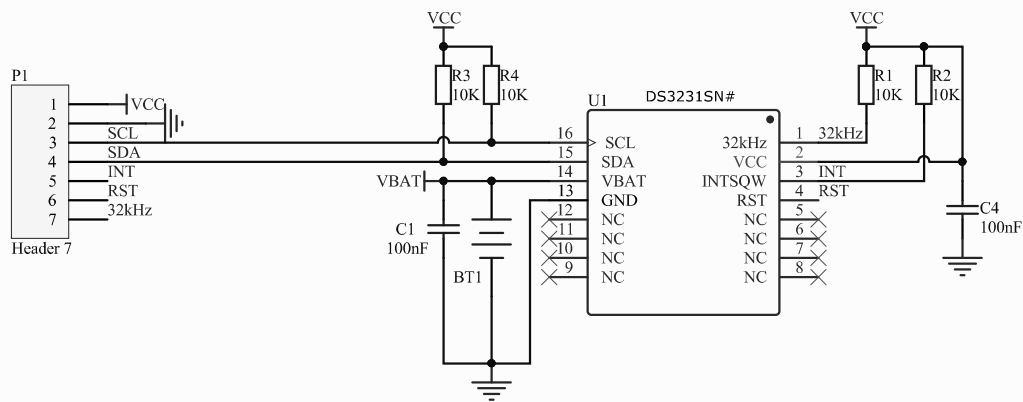 VCC
VCC
P1
R3
10K
R4
10K
R1
10K
R2
10K
U1
DS3231SN#
1
VCC
2
3
SCL
4
SDA
5
INT
6
RST
7
32kHz
Header 7
16
SCL
15
SDA
VBAT
14
VBAT
13
GND
12
NC
11
NC
10
NC
9
NC
32kHz
1
32kHz
VCC
2
INTSQW
3
INT
RST
4
RST
NC
5
NC
6
NC
7
NC
8
C1
100nF
BT1
C4
100nF